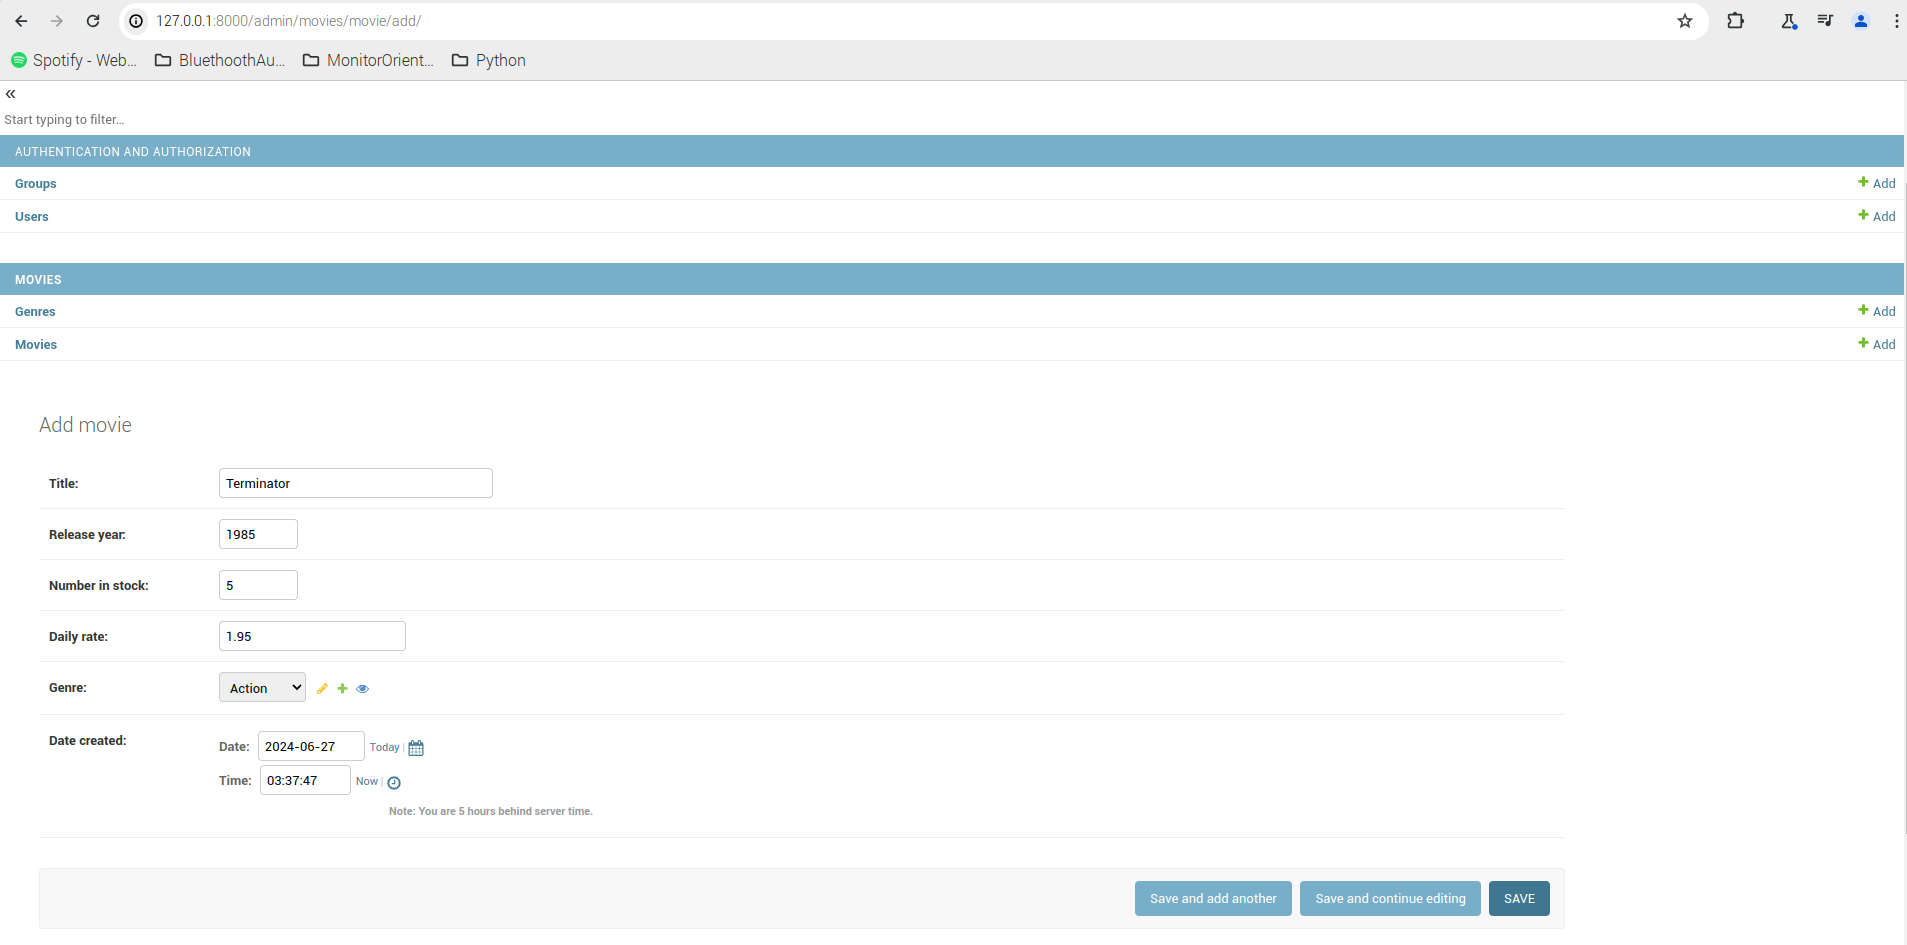 127.0.0.1:8000/admin/movies/movie/add/
Spotify - Web... BluethoothAu... MonitorOrient... Python
«
Start typing to filter...
AUTHENTICATION AND AUTHORIZATION
Groups + Add
Users + Add
MOVIES
Genres + Add
Movies + Add
Add movie
Title: Terminator
Release year: 1985
Number in stock: 5
Daily rate: 1.95
Genre: Action
Date created: Date: 2024-06-27 Today |
Time: 03:37:47 Now |
Note: You are 5 hours behind server time.
Save and add another Save and continue editing SAVE